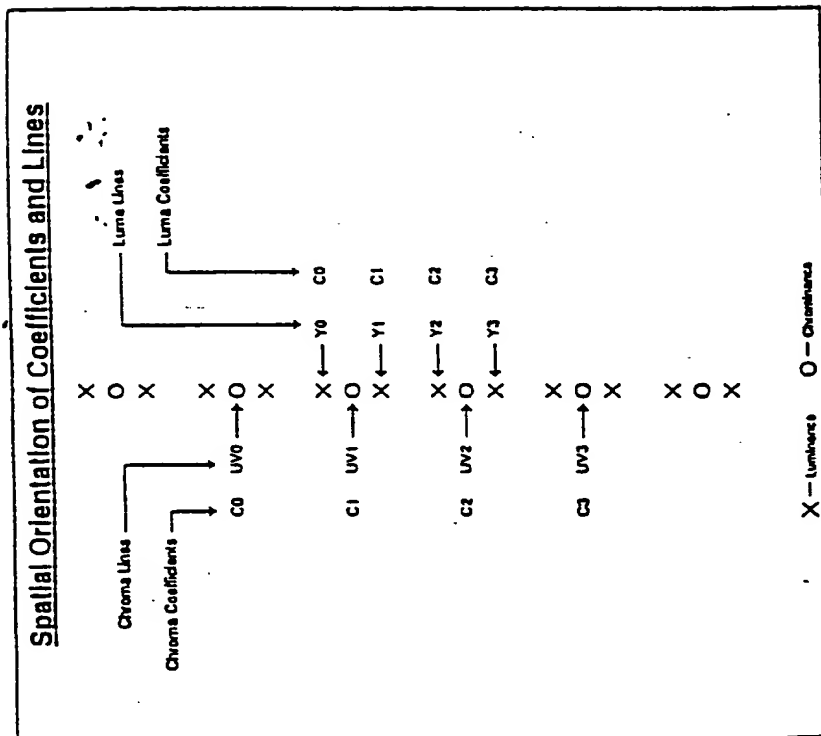 Spatial Orientation of Coefficients and Lines
Luma Lines
Luma Coefficients
Chroma Lines
Chroma Coefficients
X
O
X
X
C0 UV0 O
X
X Y0 C0
C1 UV1 O
X Y1 C1
X Y2 C2
C2 UV2 O
X Y3 C3
X
C3 UV3 O
X
X
O
X
X — Luminance O — Chrominance